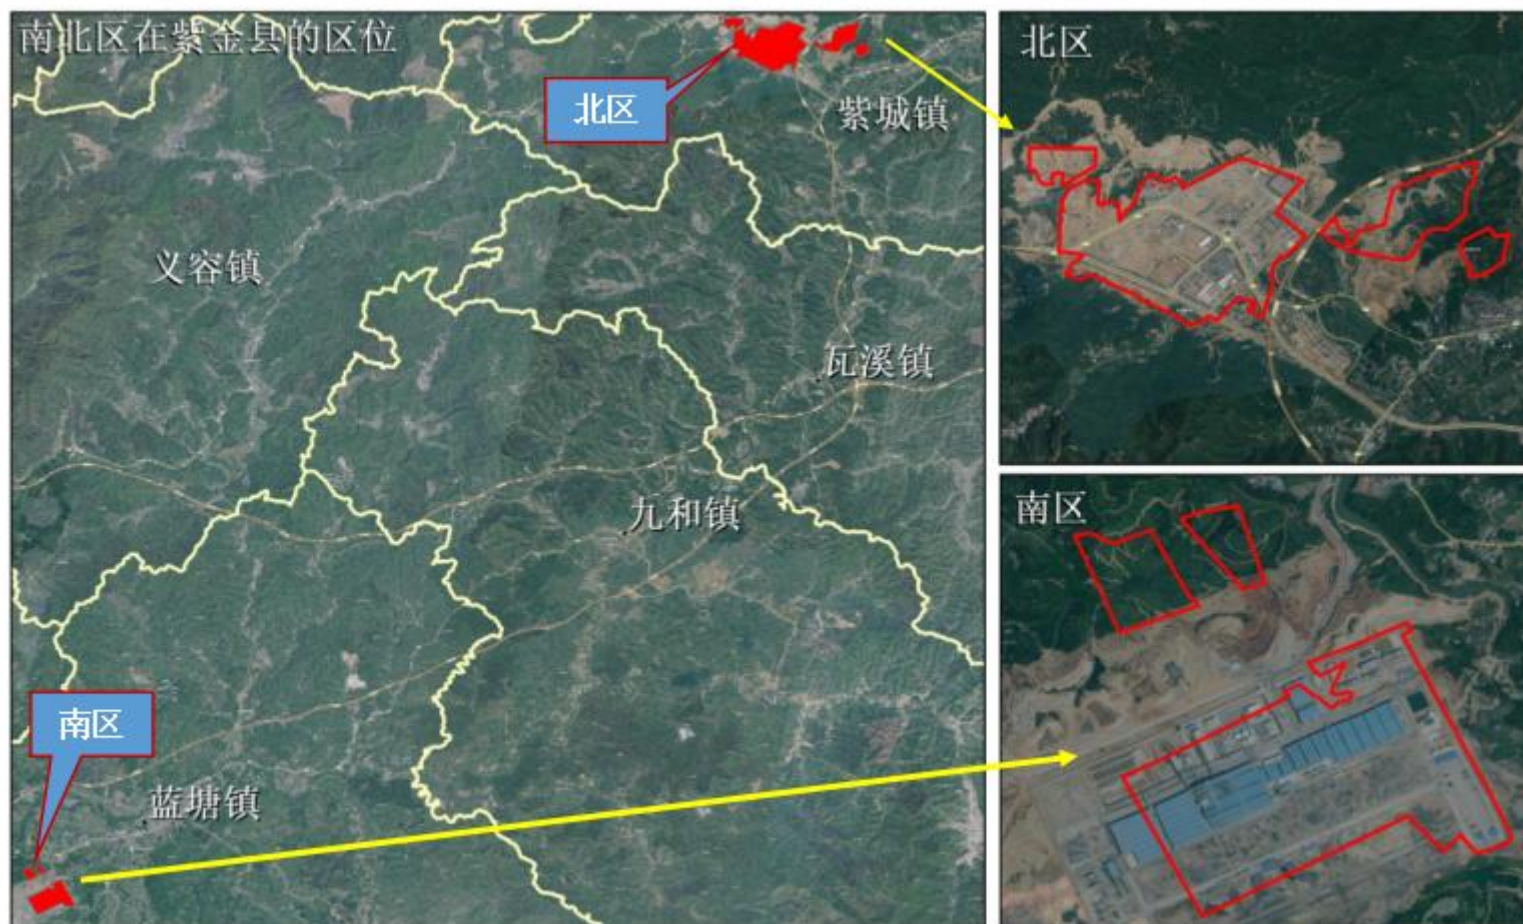 南北区在紫金县的区位
北区
紫城镇
义容镇
瓦溪镇
九和镇
南区
蓝塘镇
北区
南区